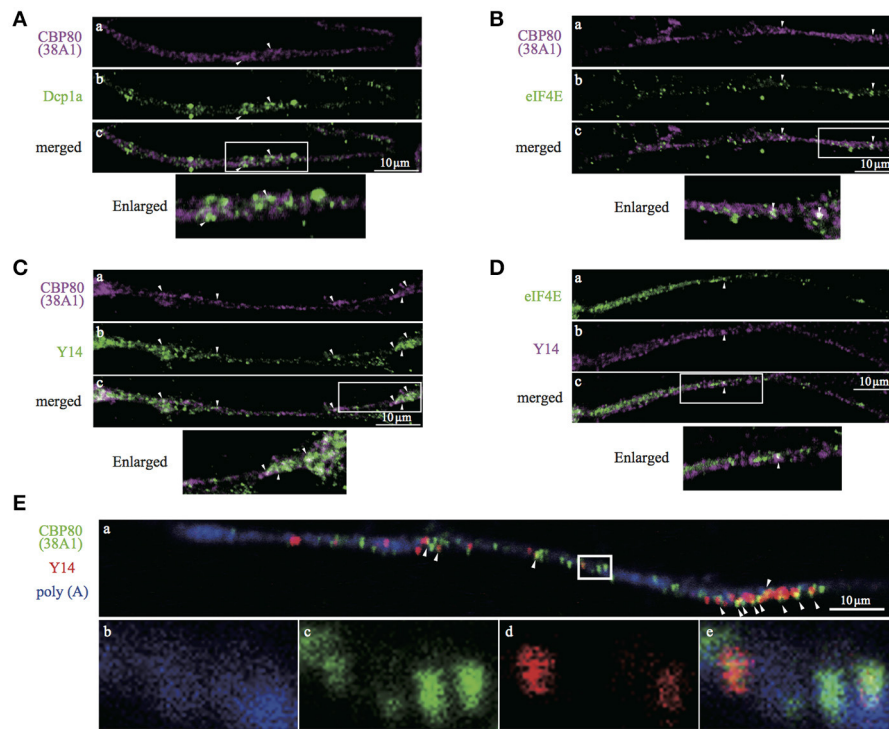 A
CBP80
(38A1)
a
Dcp1a
b
merged
c
10 µm
Enlarged
B
CBP80
(38A1)
a
eIF4E
b
merged
c
10 µm
Enlarged
C
CBP80
(38A1)
a
Y14
b
merged
c
10 µm
Enlarged
D
eIF4E
a
Y14
b
merged
c
10 µm
Enlarged
E
CBP80
(38A1)
Y14
poly (A)
a
10 µm
b
c
d
e